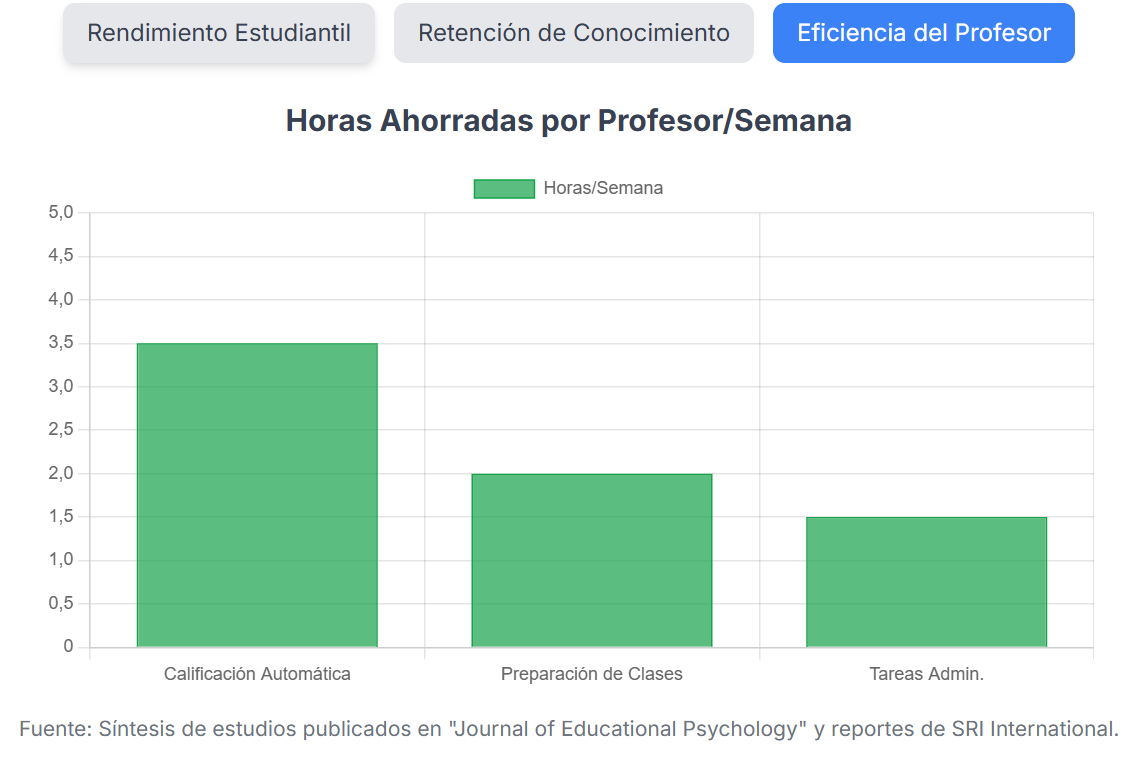 Rendimiento Estudiantil
Retención de Conocimiento
Eficiencia del Profesor
Horas Ahorradas por Profesor/Semana
Horas/Semana
5,0
4,5
4,0
3,5
3,0
2,5
2,0
1,5
1,0
0,5
0
Calificación Automática
Preparación de Clases
Tareas Admin.
Fuente: Síntesis de estudios publicados en "Journal of Educational Psychology" y reportes de SRI International.